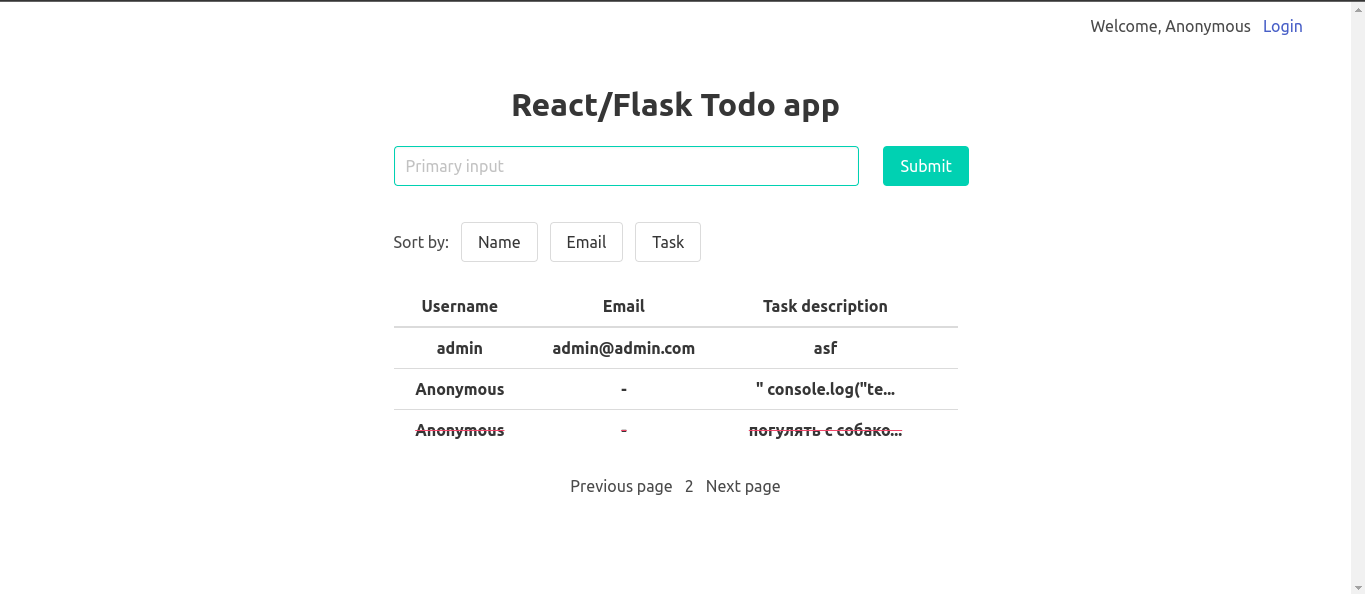 Welcome, Anonymous Login
React/Flask Todo app
Primary input Submit
Sort by: Name Email Task
Username Email Task description
admin admin@admin.com asf
Anonymous - " console.log("te...
Anonymous - погулять с собако...
Previous page 2 Next page